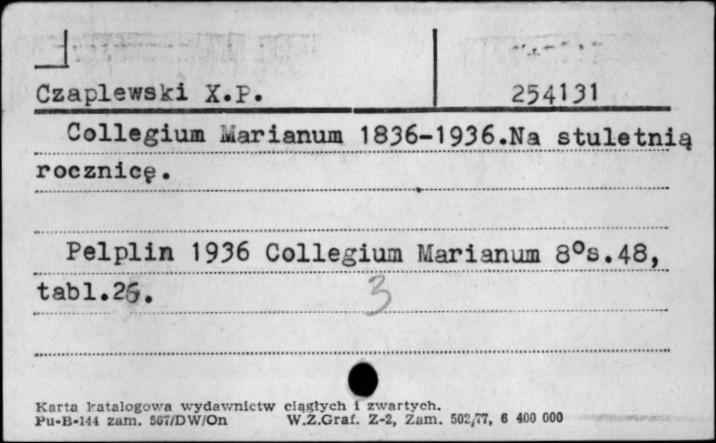 Czaplewski X.P. 254131
Collegium Marianum 1836-1936.Na stuletnią
rocznicę.
Pelplin 1936 Collegium Marianum 8°s.48,
tabl.26.
3
Karta katalogowa wydawnictw ciągłych i zwartych.
Pu-B-144 zam. 567/DW/On W.Z.Graf. Z-2, Zam. 502/77, 6 400 000